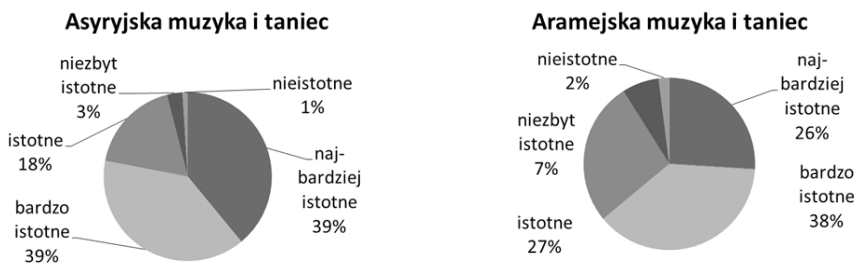 Asyryjska muzyka i taniec
niezbyt
istotne
3%
nieistotne
1%
istotne
18%
naj-
bardziej
istotne
39%
bardzo
istotne
39%
Aramejska muzyka i taniec
nieistotne
2%
naj-
bardziej
istotne
26%
niezbyt
istotne
7%
bardzo
istotne
38%
istotne
27%